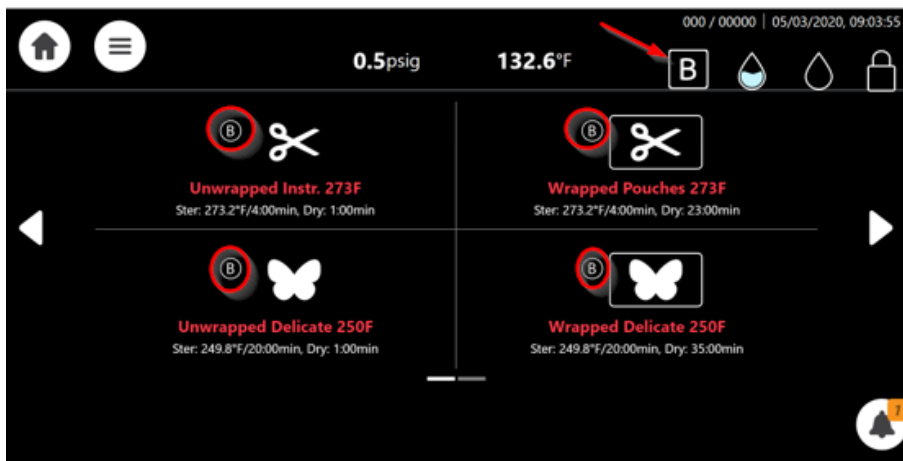 000 / 00000 | 05/03/2020, 09:03:55
0.5psig 132.6°F B
B B
Unwrapped Instr. 273F Wrapped Pouches 273F
Ster: 273.2°F/4:00min, Dry: 1:00min Ster: 273.2°F/4:00min, Dry: 23:00min
B B
Unwrapped Delicate 250F Wrapped Delicate 250F
Ster: 249.8°F/20:00min, Dry: 1:00min Ster: 249.8°F/20:00min, Dry: 35:00min
7